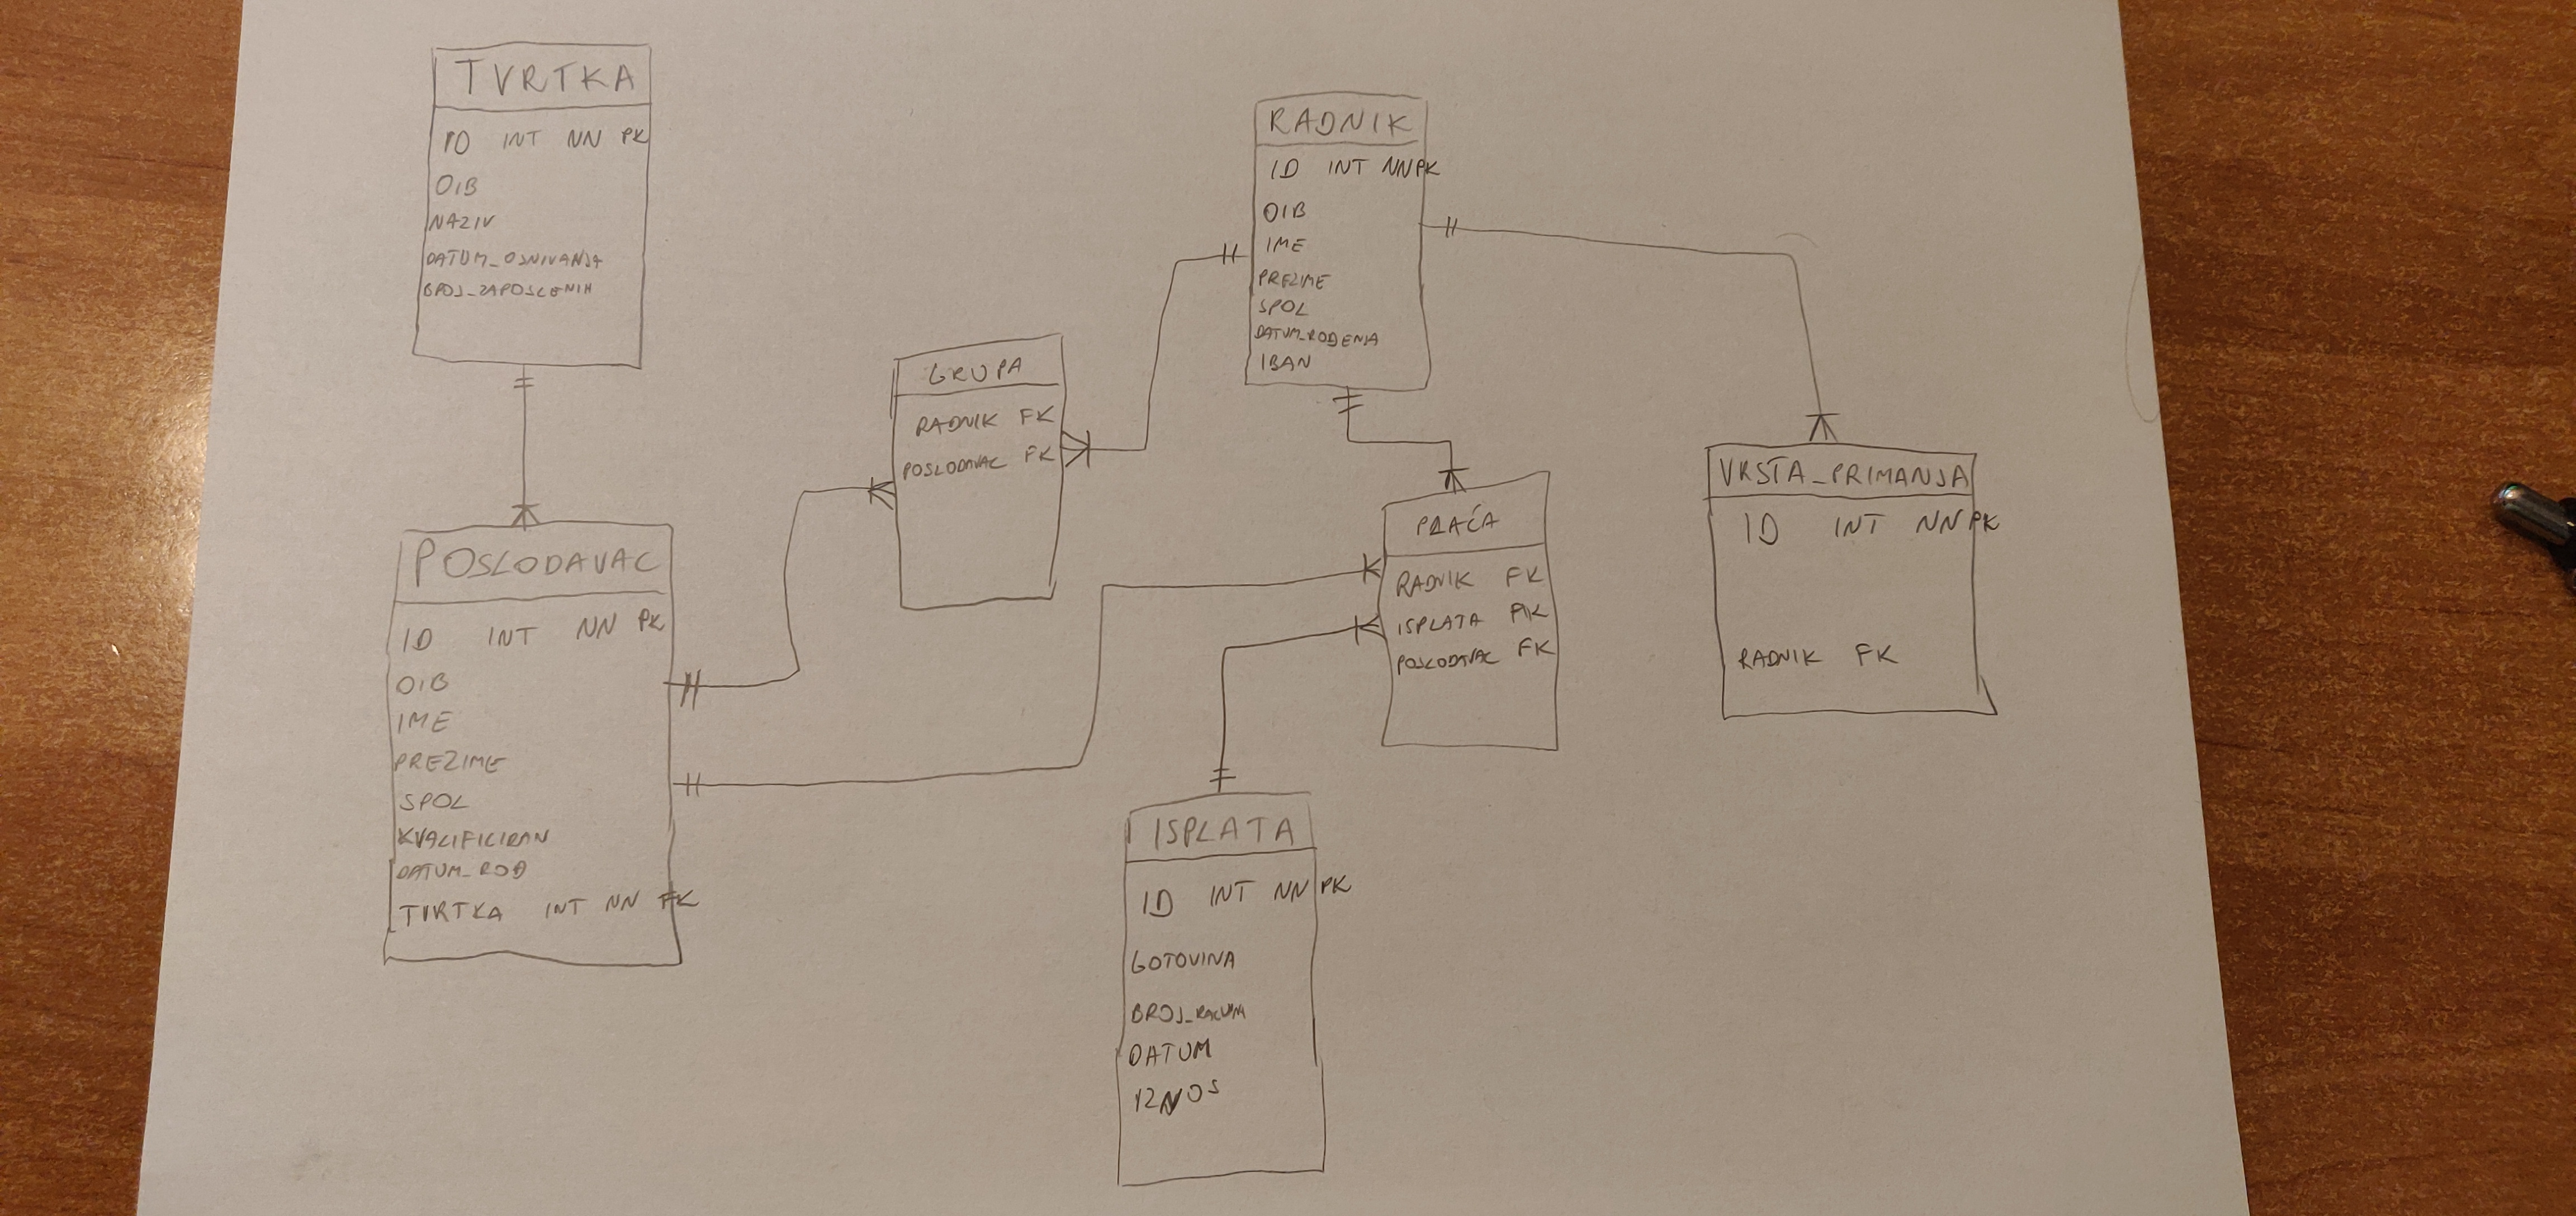 TVRTKA
ID INT NN PK
OIB
NAZIV
DATUM_OSNIVANJA
BROJ_ZAPOSLENIH
POSLODAVAC
ID INT NN PK
OIB
IME
PREZIME
SPOL
KVALIFICIRAN
DATUM_ROĐ
TVRTKA INT NN FK
GRUPA
RADNIK FK
POSLODAVAC FK
RADNIK
ID INT NN PK
OIB
IME
PREZIME
SPOL
DATUM_ROĐENJA
IBAN
PLAĆA
RADNIK FK
ISPLATA FK
POSLODAVAC FK
ISPLATA
ID INT NN PK
GOTOVINA
BROJ_RACUNA
DATUM
IZNOS
VRSTA_PRIMANJA
ID INT NN PK
RADNIK FK